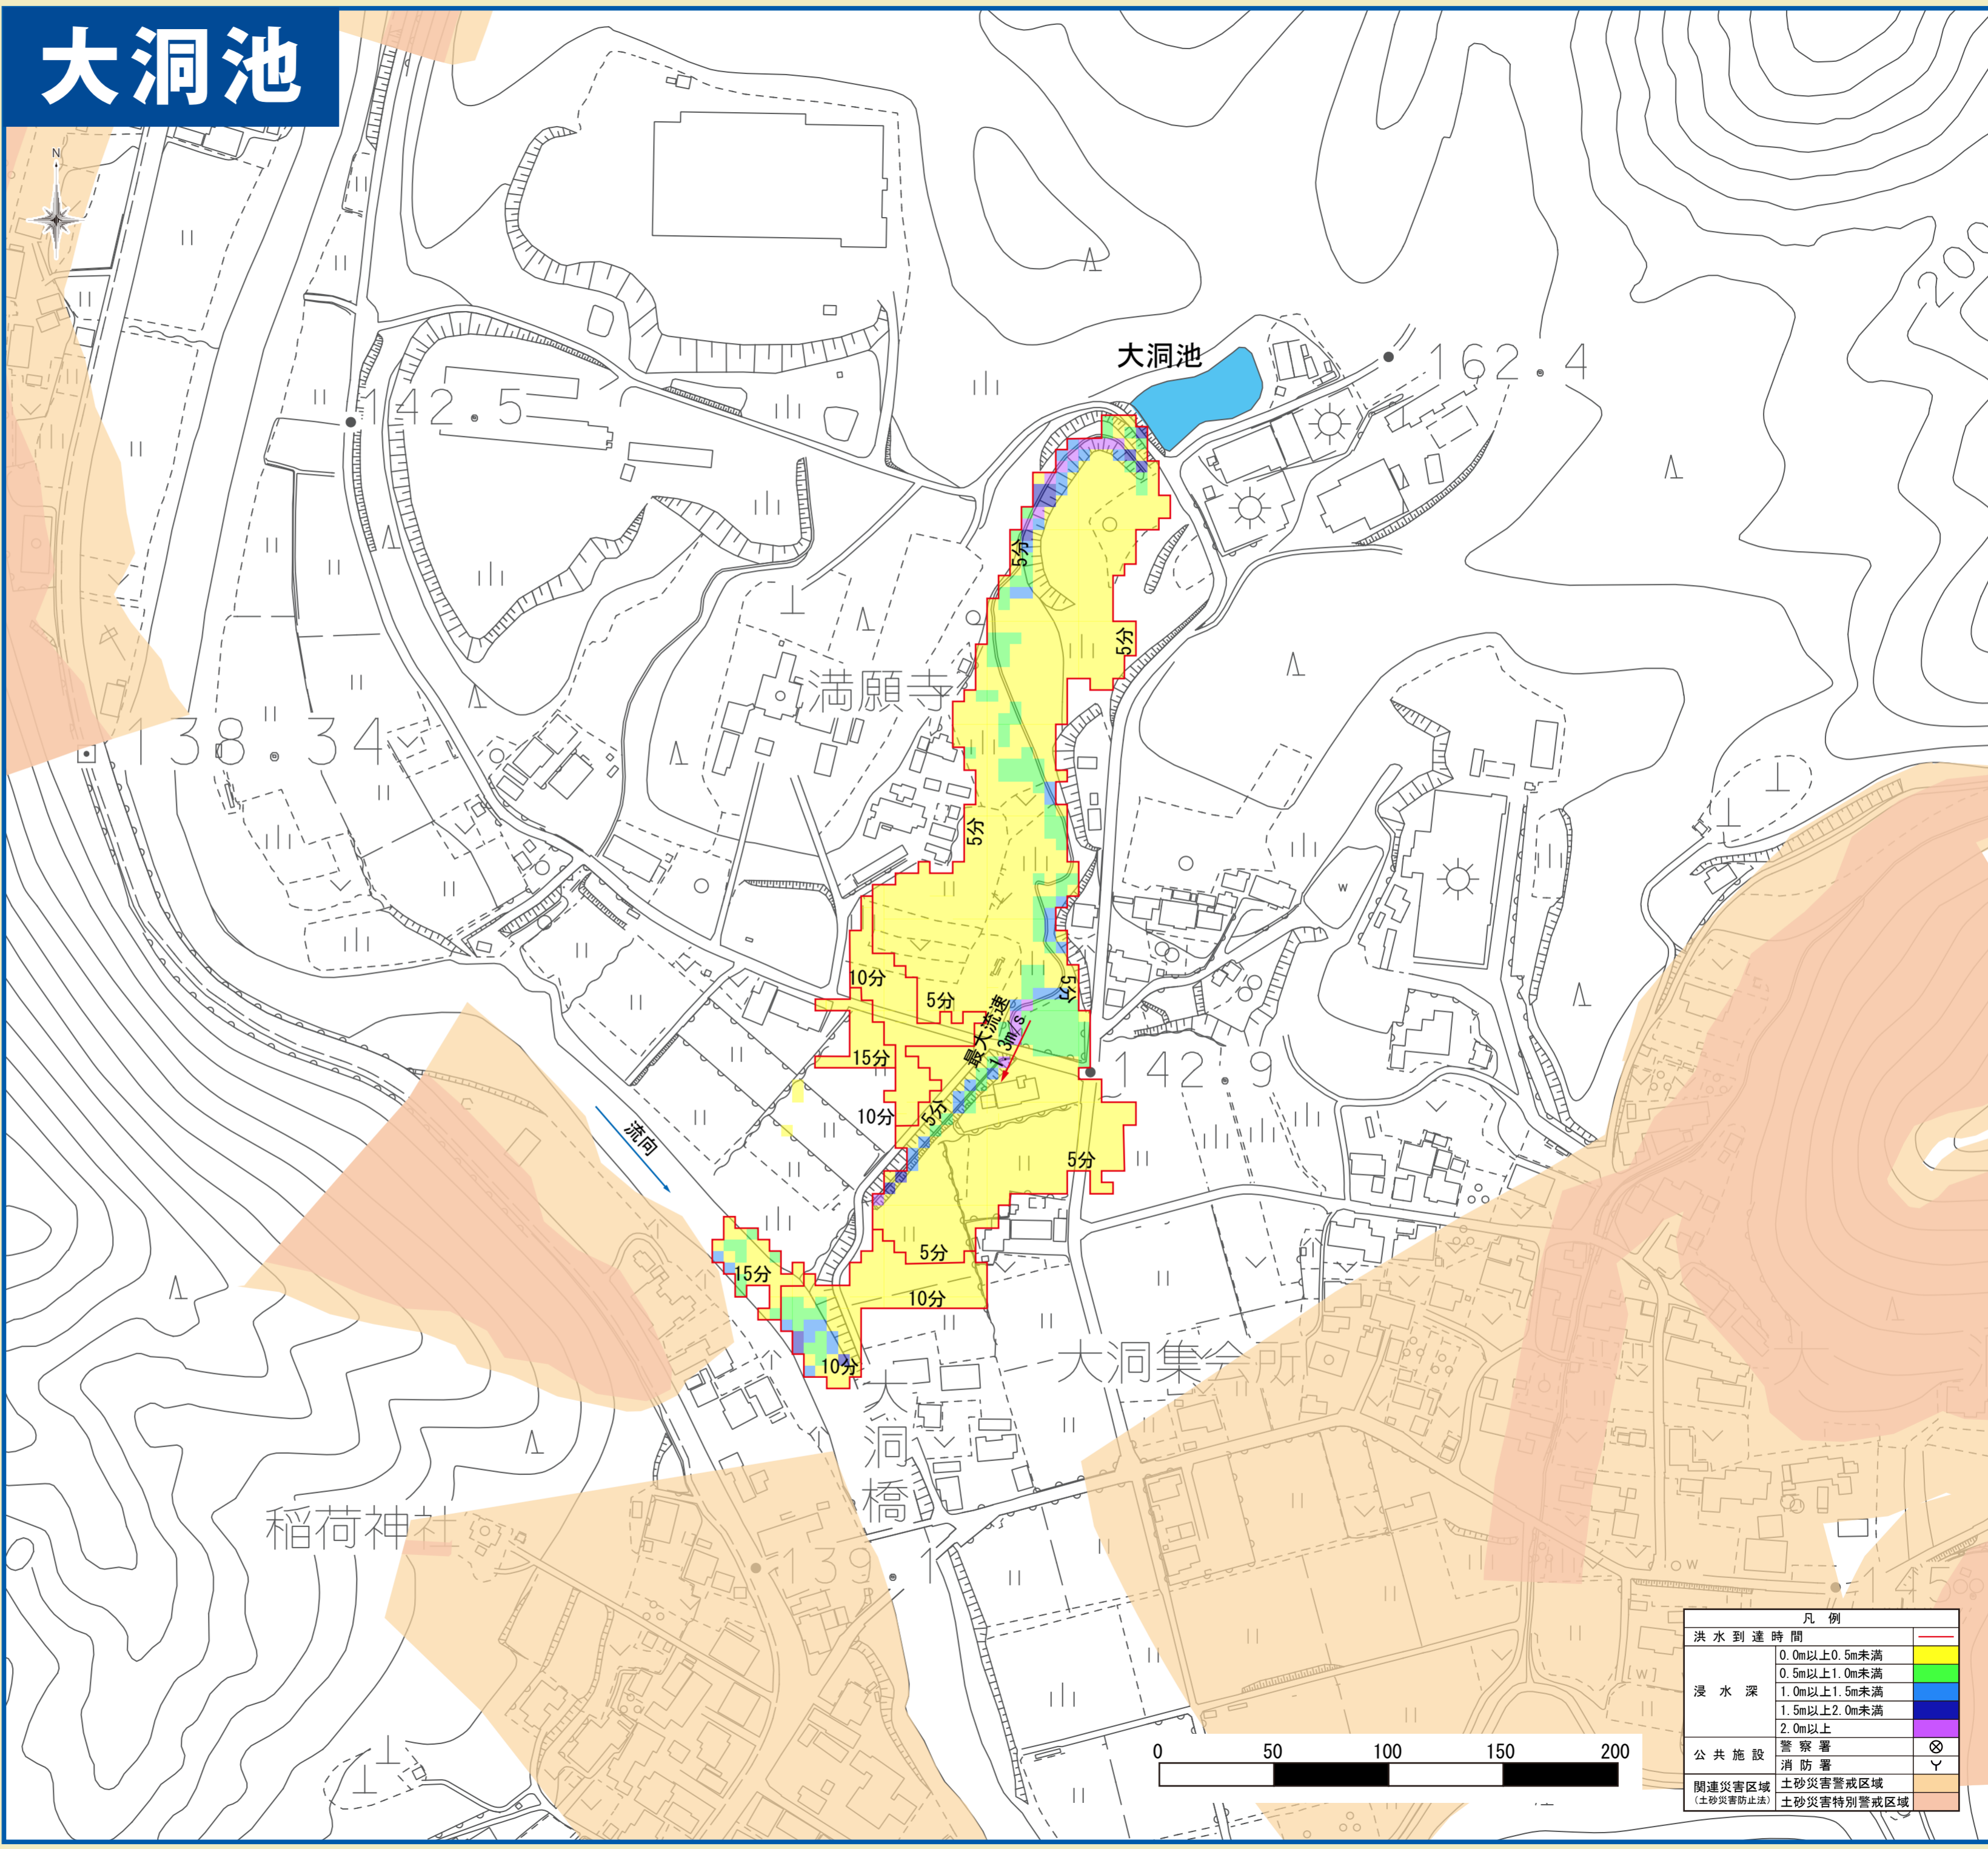 大洞池
N
200
大洞池
162.4
142.5
5分
5分
満願寺
138.34
5分
W
10分
5分
5分
最大流速
1.3m/s
15分
142.9
10分
5分
流向
5分
5分
15分
10分
10分
大洞集会所
大洞橋
稲荷神社
139.1
W
145
[W]
大
0 50 100 150 200
凡例
洪水到達時間
浸水深
0.0m以上0.5m未満
0.5m以上1.0m未満
1.0m以上1.5m未満
1.5m以上2.0m未満
2.0m以上
公共施設
警察署
消防署
関連災害区域
(土砂災害防止法)
土砂災害警戒区域
土砂災害特別警戒区域